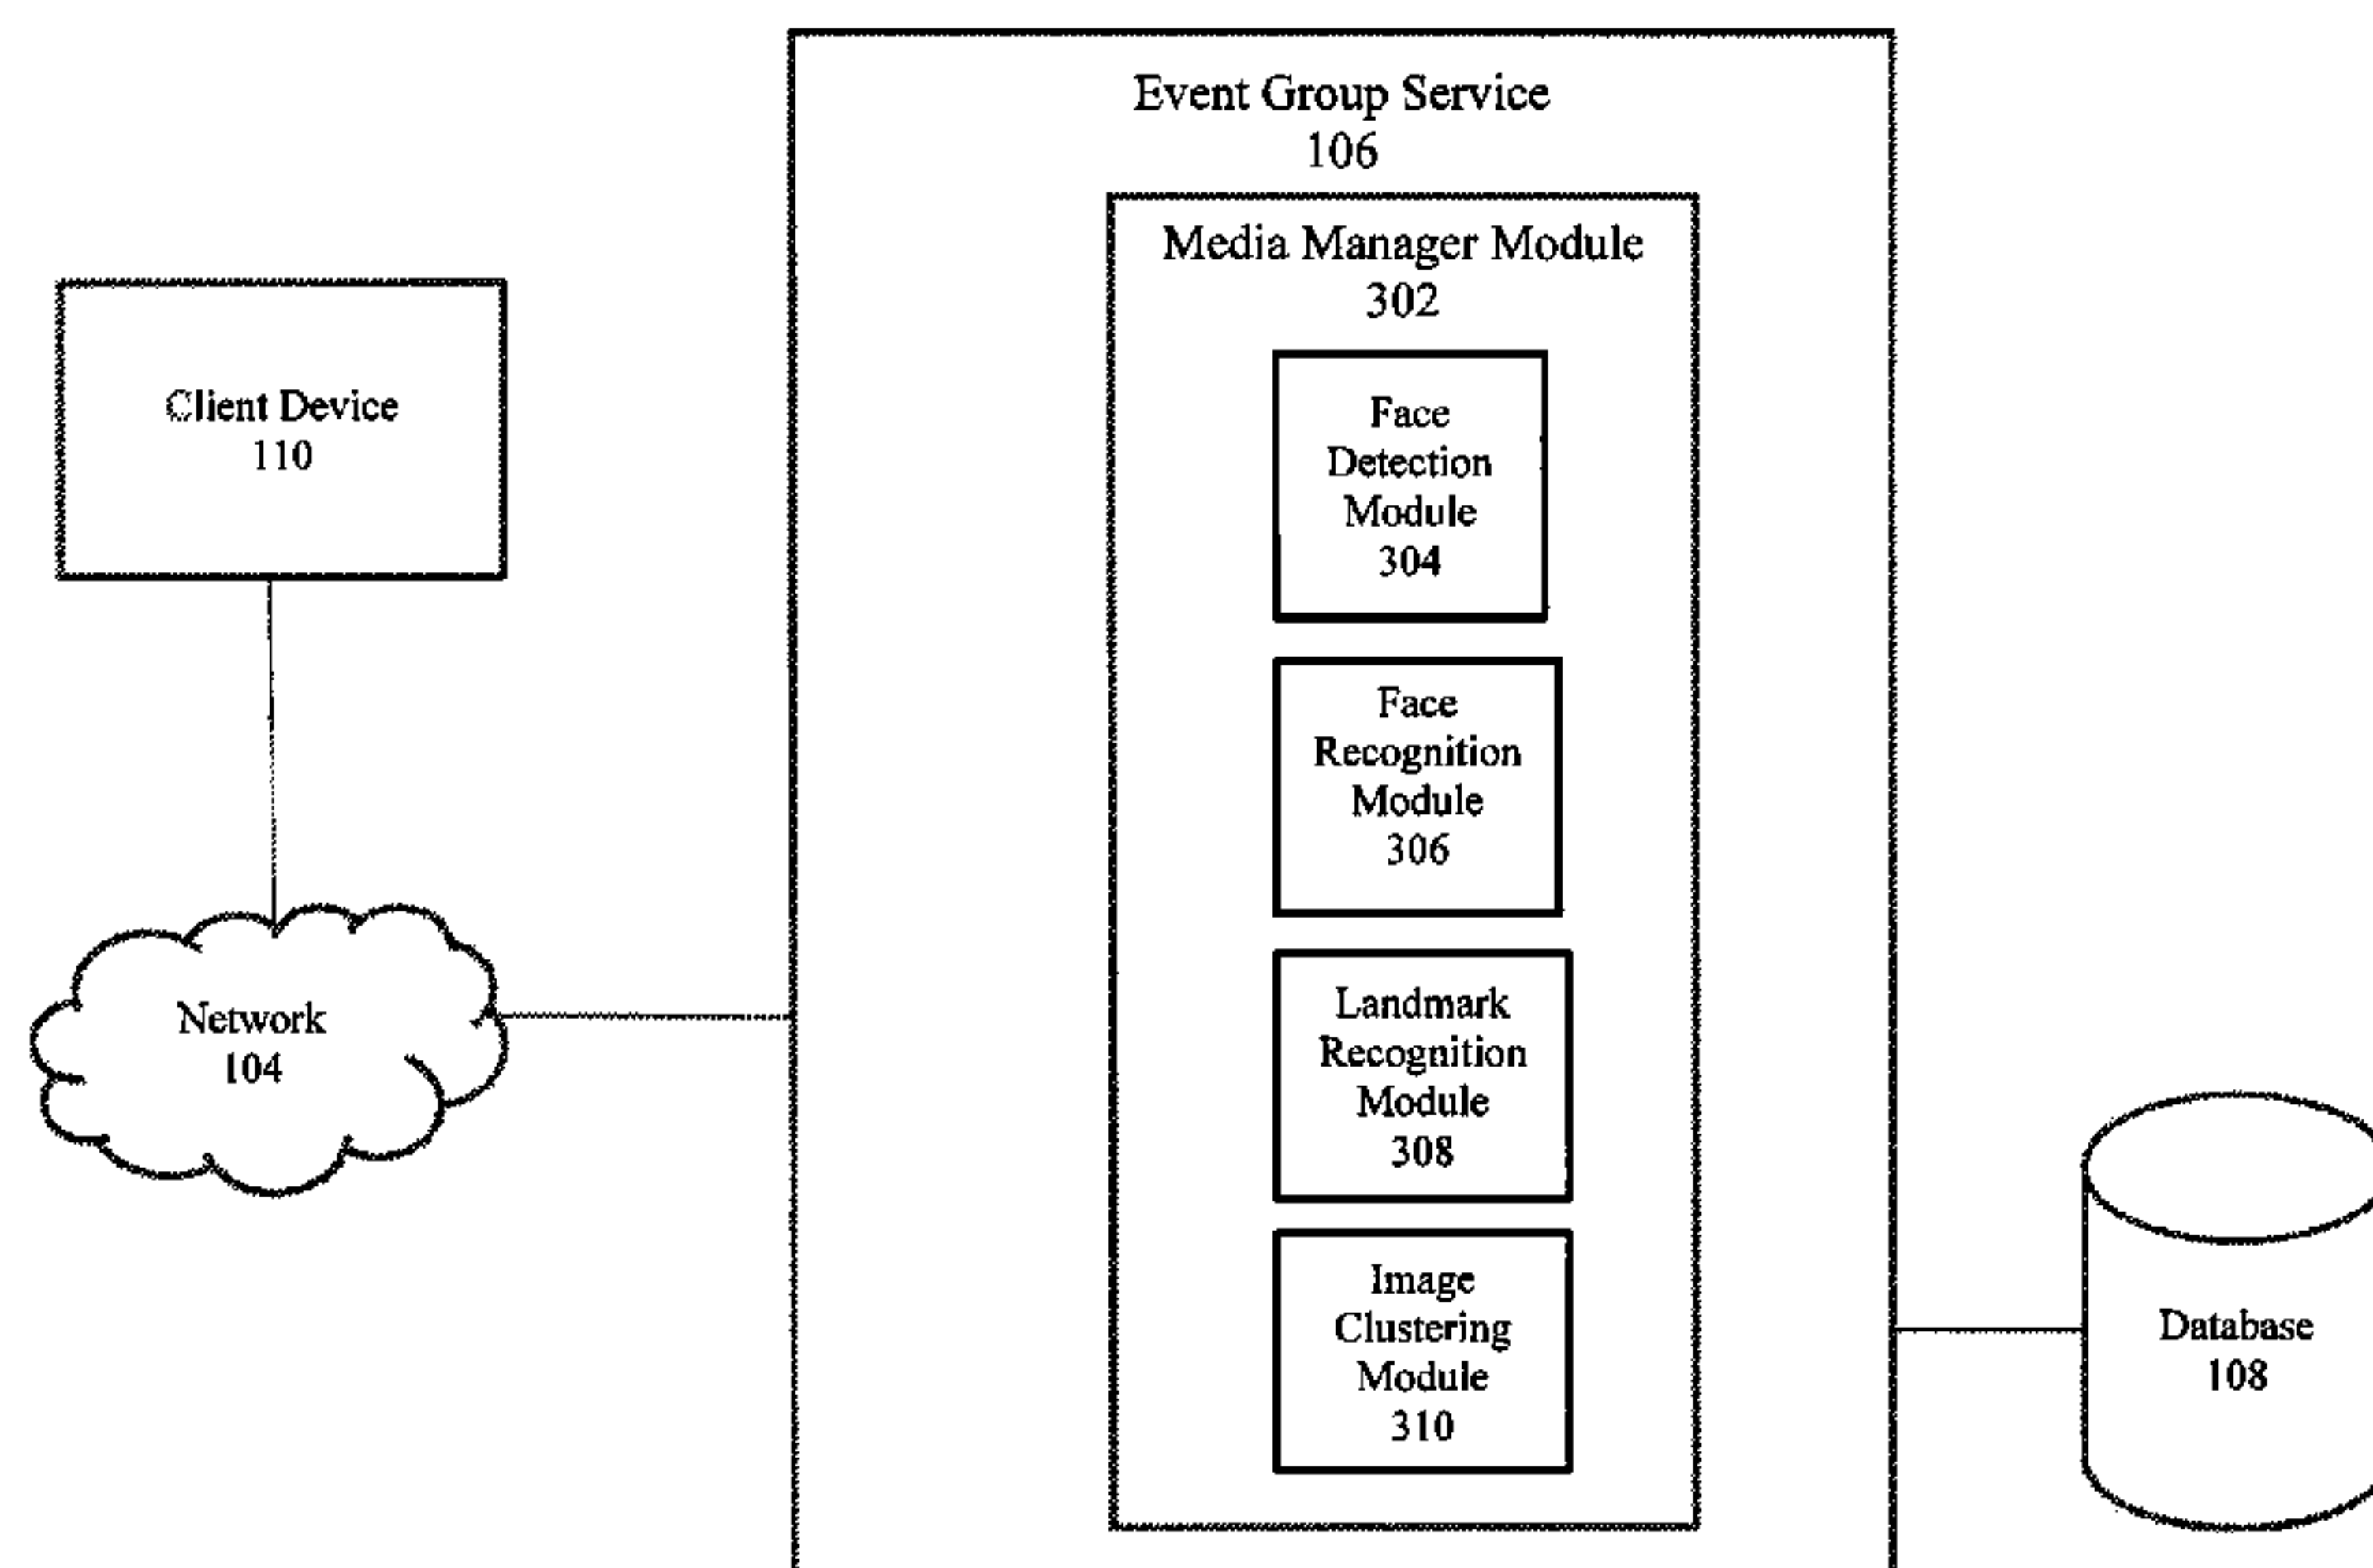 Event Group Service
106
Media Manager Module
302
Client Device
110
Face
Detection
Module
304
Face
Recognition
Module
306
Network
104
Landmark
Recognition
Module
308
Image
Clustering
Module
310
Database
108